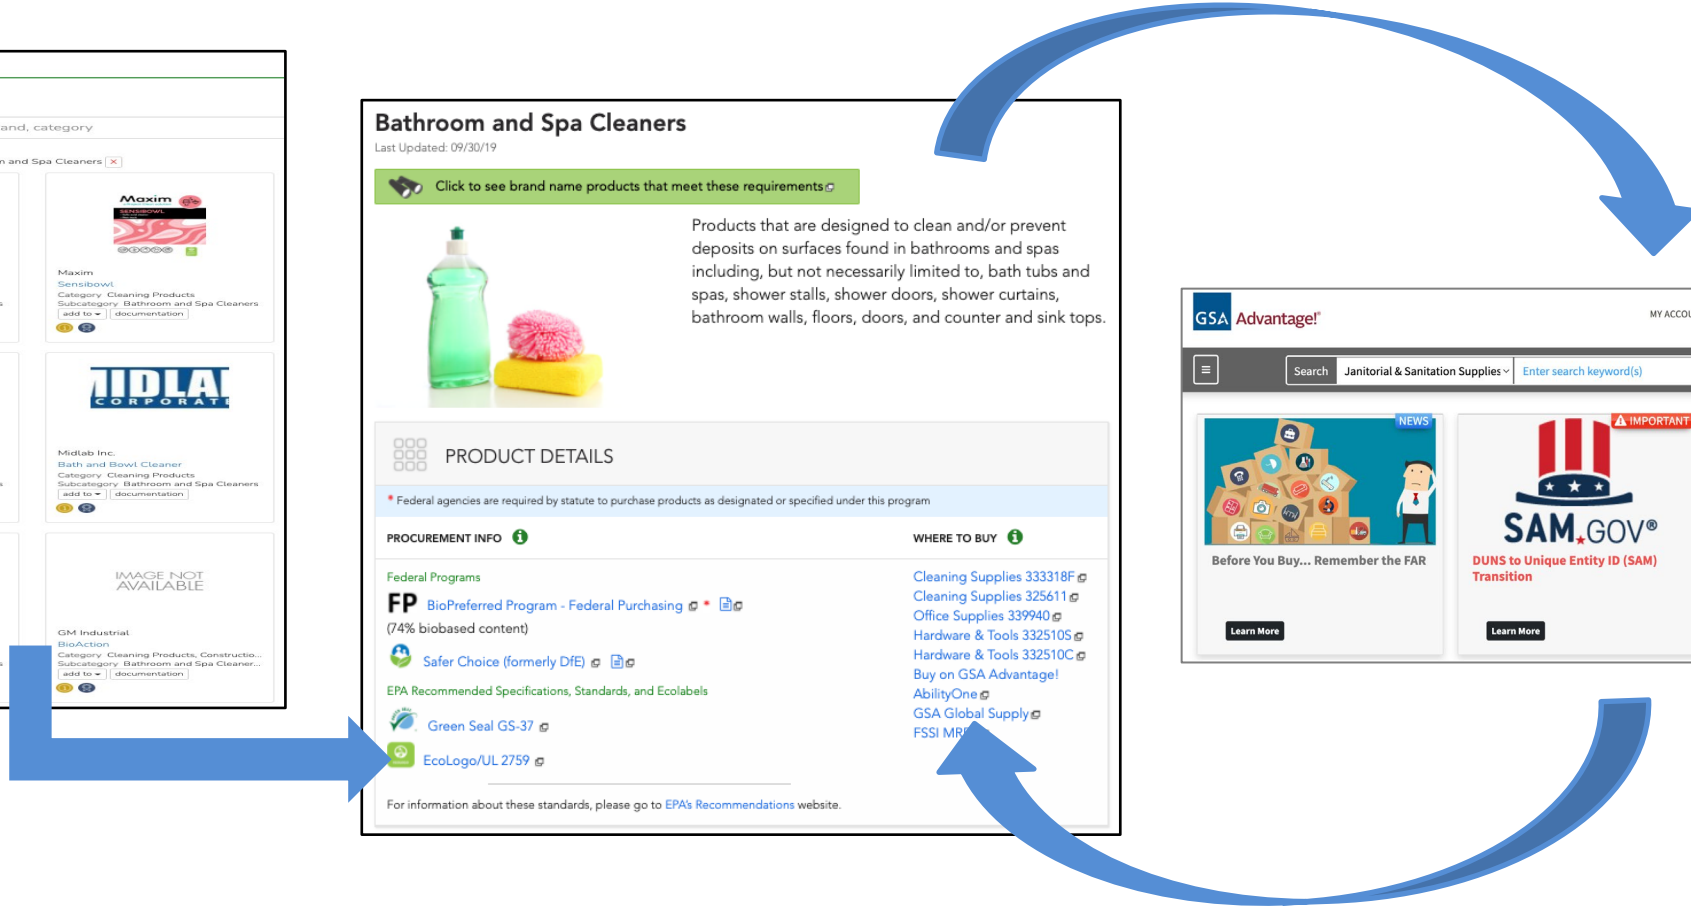 and, category
and Spa Cleaners
Maxim
SENSIBOWL
Maxim
Sensibowl
Category Cleaning Products
Subcategory Bathroom and Spa Cleaners
add to documentation
MIDLA
CORPORATE
Midlab Inc.
Bath and Bowl Cleaner
Category Cleaning Products
Subcategory Bathroom and Spa Cleaners
add to documentation
IMAGE NOT
AVAILABLE
GM Industrial
BioAction
Category Cleaning Products, Constructio...
Subcategory Bathroom and Spa Cleaner...
add to documentation
Bathroom and Spa Cleaners
Last Updated: 09/30/19
Click to see brand name products that meet these requirements
Products that are designed to clean and/or prevent
deposits on surfaces found in bathrooms and spas
including, but not necessarily limited to, bath tubs and
spas, shower stalls, shower doors, shower curtains,
bathroom walls, floors, doors, and counter and sink tops.
PRODUCT DETAILS
* Federal agencies are required by statute to purchase products as designated or specified under this program
PROCUREMENT INFO
Federal Programs
FP BioPreferred Program - Federal Purchasing *
(74% biobased content)
Safer Choice (formerly DfE)
EPA Recommended Specifications, Standards, and Ecolabels
Green Seal GS-37
EcoLogo/UL 2759
For information about these standards, please go to EPA's Recommendations website.
WHERE TO BUY
Cleaning Supplies 333318F
Cleaning Supplies 325611
Office Supplies 339940
Hardware & Tools 332510S
Hardware & Tools 332510C
Buy on GSA Advantage!
AbilityOne
GSA Global Supply
FSSI
GSA Advantage!
MY ACCOU
Search Janitorial & Sanitation Supplies Enter search keyword(s)
NEWS
Before You Buy... Remember the FAR
Learn More
IMPORTANT
SAM.GOV®
DUNS to Unique Entity ID (SAM)
Transition
Learn More